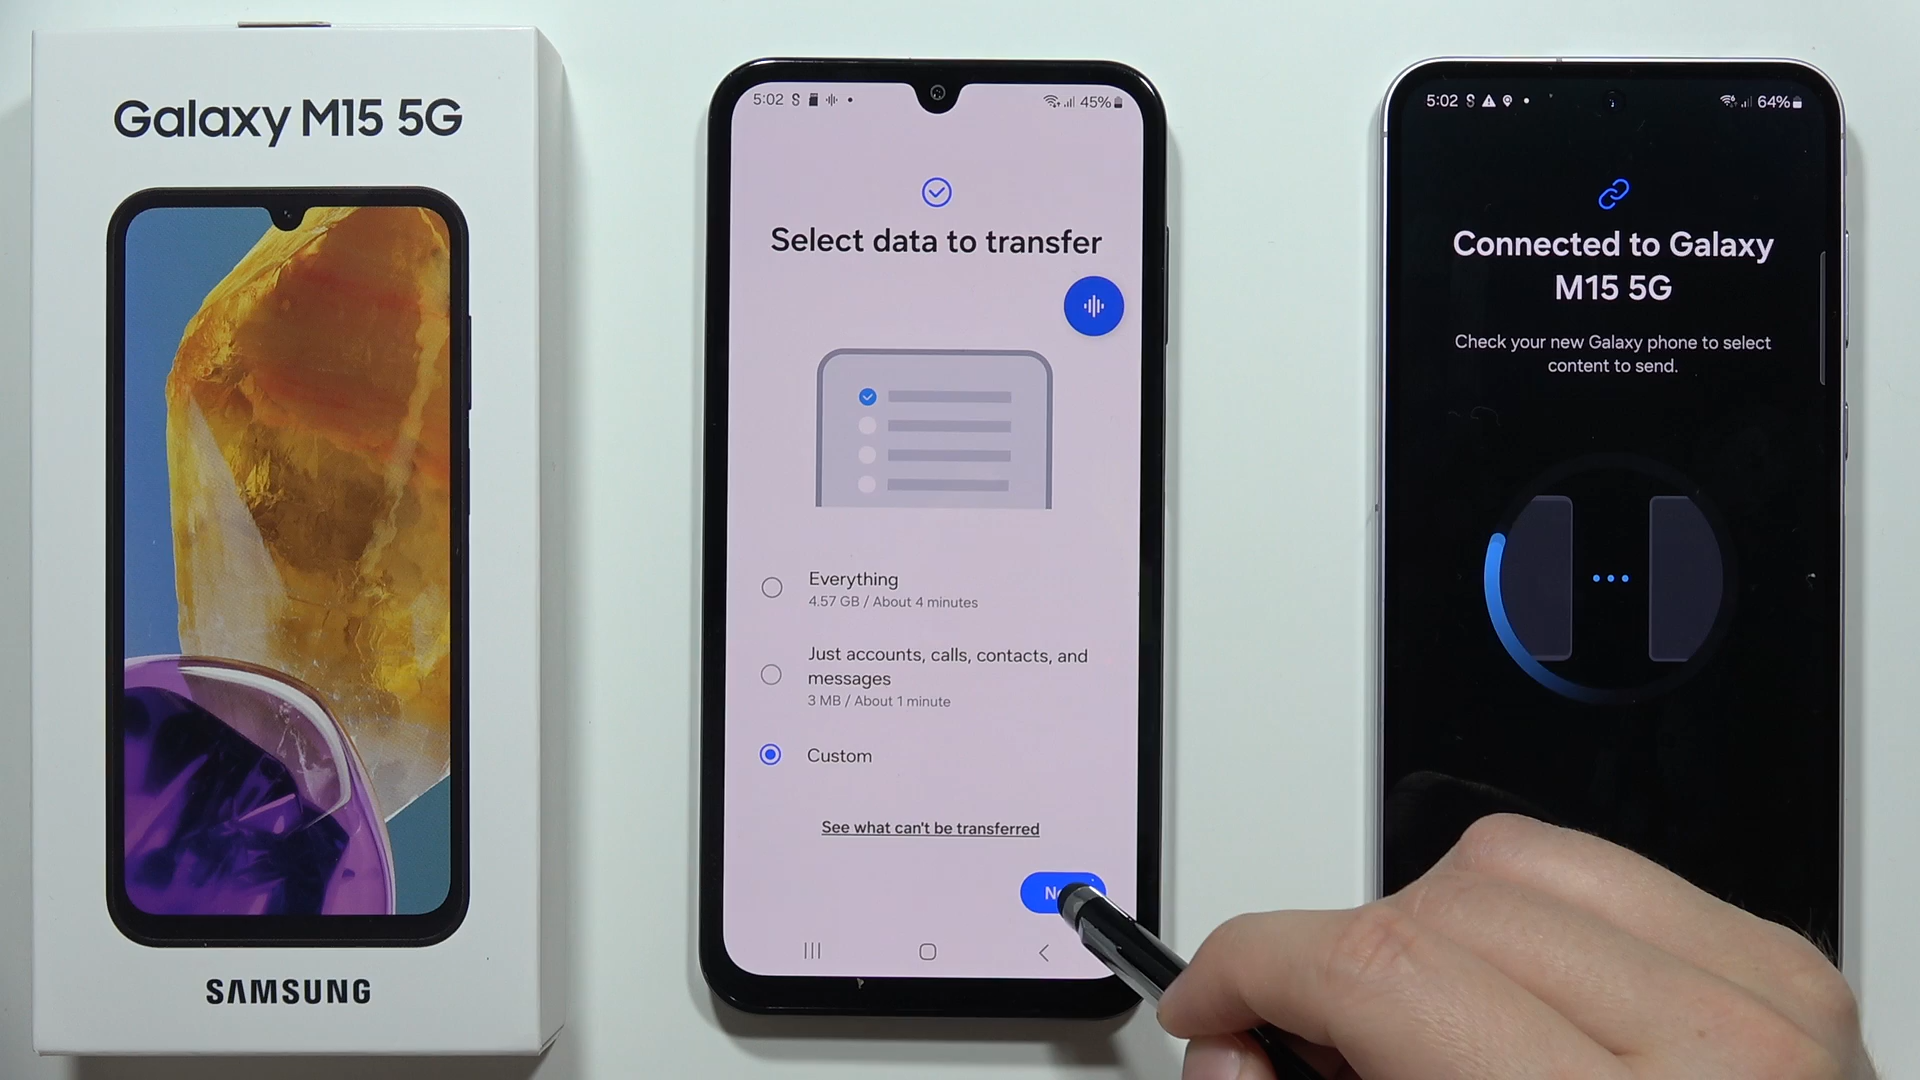 Galaxy M15 5G
SAMSUNG
5:02
45%
Select data to transfer
Everything
4.57 GB / About 4 minutes
Just accounts, calls, contacts, and
messages
3 MB / About 1 minute
Custom
See what can't be transferred
5:02
64%
Connected to Galaxy
M15 5G
Check your new Galaxy phone to select
content to send.